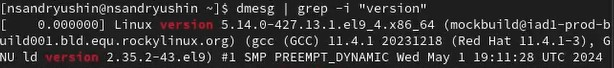 [nsandryushin@nsandryushin ~]$ dmesg | grep -i "version"
[    0.000000] Linux version 5.14.0-427.13.1.el9_4.x86_64 (mockbuild@iad1-prod-b
uild001.bld.equ.rockylinux.org) (gcc (GCC) 11.4.1 20231218 (Red Hat 11.4.1-3), G
NU ld version 2.35.2-43.el9) #1 SMP PREEMPT_DYNAMIC Wed May 1 19:11:28 UTC 2024